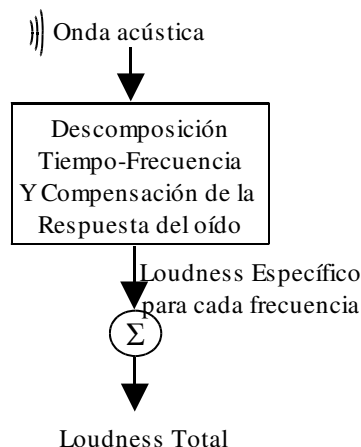 Onda acústica
Descomposición
Tiempo-Frecuencia
Y Compensación de la
Respuesta del oído
Loudness Específico
para cada frecuencia
Σ
Loudness Total